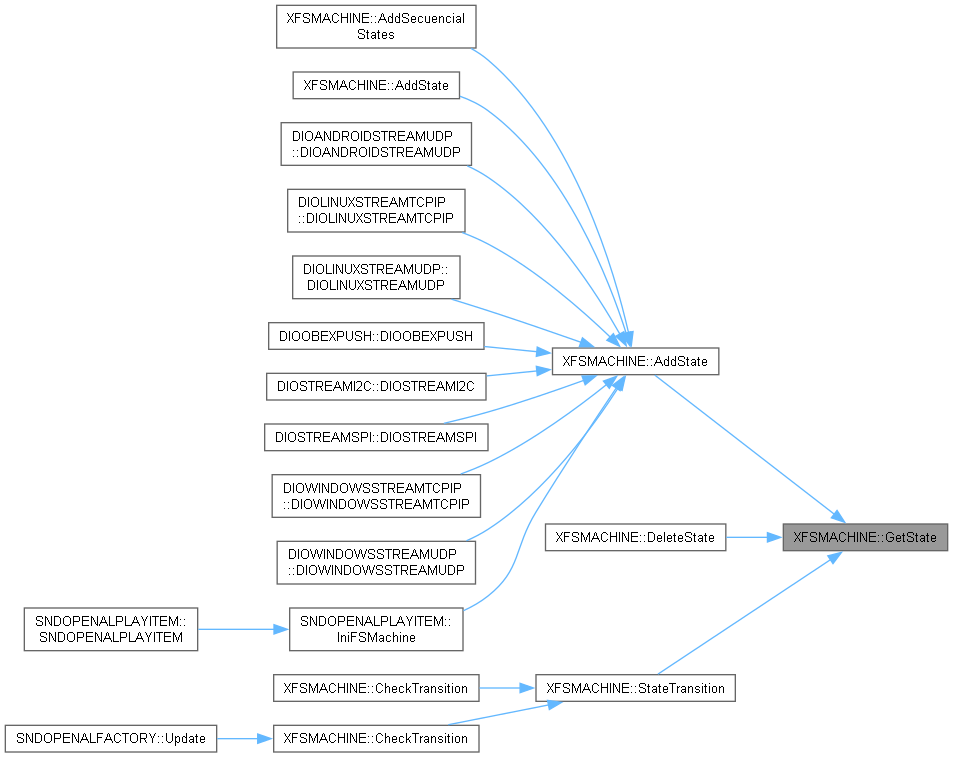 XFSMACHINE::AddSecuencial
States
XFSMACHINE::AddState
DIOANDROIDSTREAMUDP
::DIOANDROIDSTREAMUDP
DIOLINUXSTREAMTCPIP
::DIOLINUXSTREAMTCPIP
DIOLINUXSTREAMUDP::
DIOLINUXSTREAMUDP
DIOOBEXPUSH::DIOOBEXPUSH
XFSMACHINE::AddState
DIOSTREAMI2C::DIOSTREAMI2C
DIOSTREAMSPI::DIOSTREAMSPI
DIOWINDOWSSTREAMTCPIP
::DIOWINDOWSSTREAMTCPIP
XFSMACHINE::DeleteState
XFSMACHINE::GetState
DIOWINDOWSSTREAMUDP
::DIOWINDOWSSTREAMUDP
SNDOPENALPLAYITEM::
SNDOPENALPLAYITEM
SNDOPENALPLAYITEM::
IniFSMachine
XFSMACHINE::CheckTransition
XFSMACHINE::StateTransition
SNDOPENALFACTORY::Update
XFSMACHINE::CheckTransition